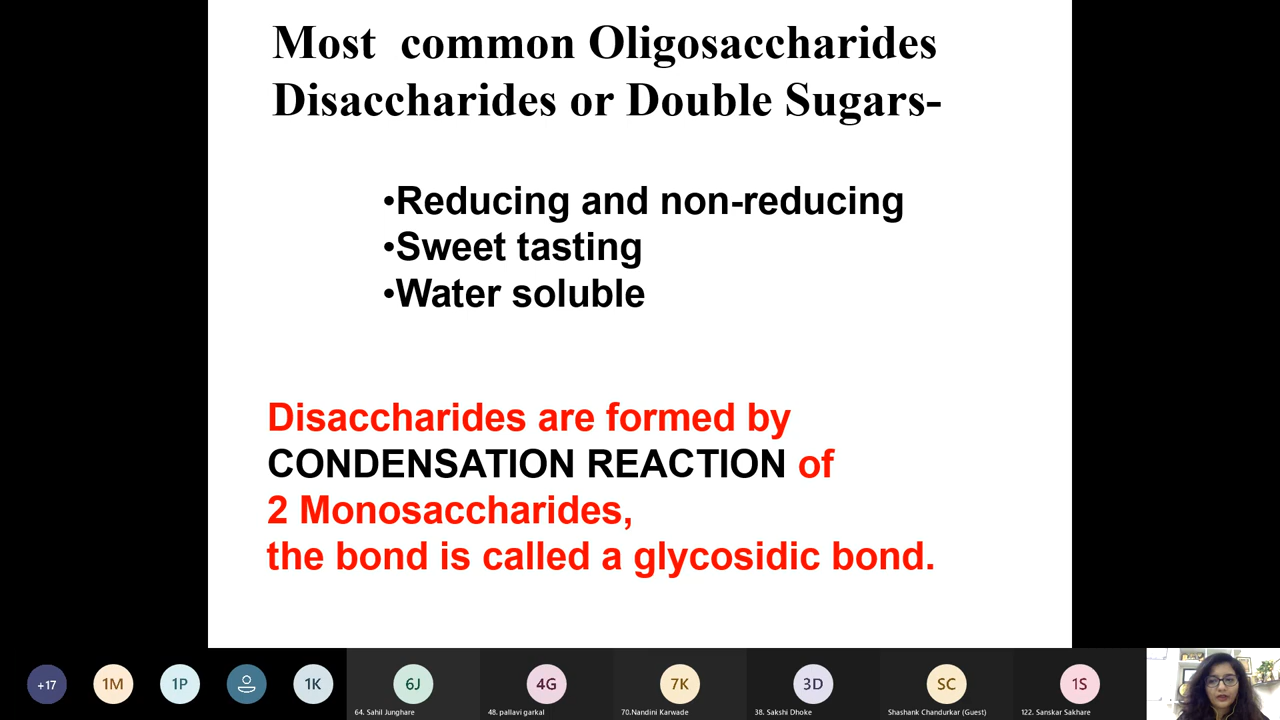 Most common Oligosaccharides
Disaccharides or Double Sugars-
•Reducing and non-reducing
•Sweet tasting
•Water soluble
Disaccharides are formed by
CONDENSATION REACTION of
2 Monosaccharides,
the bond is called a glycosidic bond.
+17 1M 1P 1K 6J 4G 7K 3D SC 1S
64. Sahil Junghare 48. pallavi garkal 70.Nandini Karwade 38. Sakshi Dhoke Shashank Chandurkar (Guest) 122. Sanskar Sakhare